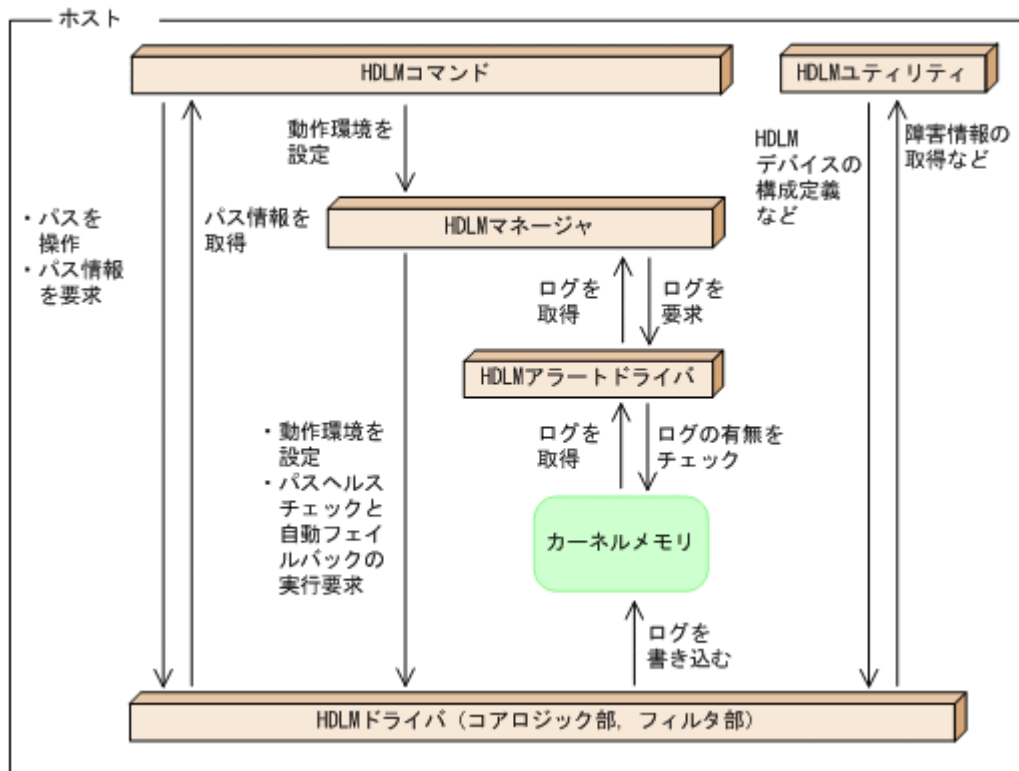 ホスト
HDLMコマンド
HDLMユティリティ
動作環境を
設定
HDLM
デバイスの
構成定義
など
障害情報の
取得など
・パスを
操作
・パス情報
を要求
パス情報を
取得
HDLMマネージャ
ログを
取得
ログを
要求
HDLMアラートドライバ
・動作環境を
設定
・パスヘルス
チェックと
自動フェイ
ルバックの
実行要求
ログを
取得
ログの有無を
チェック
カーネルメモリ
ログを
書き込む
HDLMドライバ（コアロジック部，フィルタ部）